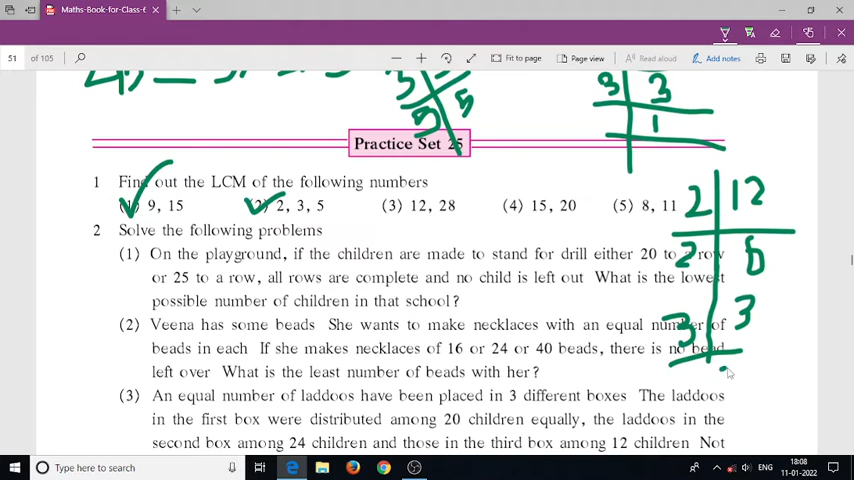 Maths-Book-for-Class-6
51 of 105
Fit to page
Page view
Read aloud
Add notes
3 3
5 5
1
Practice Set 25
1 Find out the LCM of the following numbers
(1) 9, 15 (2) 2, 3, 5 (3) 12, 28 (4) 15, 20 (5) 8, 11
2 12
2 6
3 3
2 Solve the following problems
(1) On the playground, if the children are made to stand for drill either 20 to a row
or 25 to a row, all rows are complete and no child is left out What is the lowest
possible number of children in that school?
(2) Veena has some beads She wants to make necklaces with an equal number of
beads in each If she makes necklaces of 16 or 24 or 40 beads, there is no bead
left over What is the least number of beads with her?
(3) An equal number of laddoos have been placed in 3 different boxes The laddoos
in the first box were distributed among 20 children equally, the laddoos in the
second box among 24 children and those in the third box among 12 children Not
Type here to search
ENG
18:08
11-01-2022